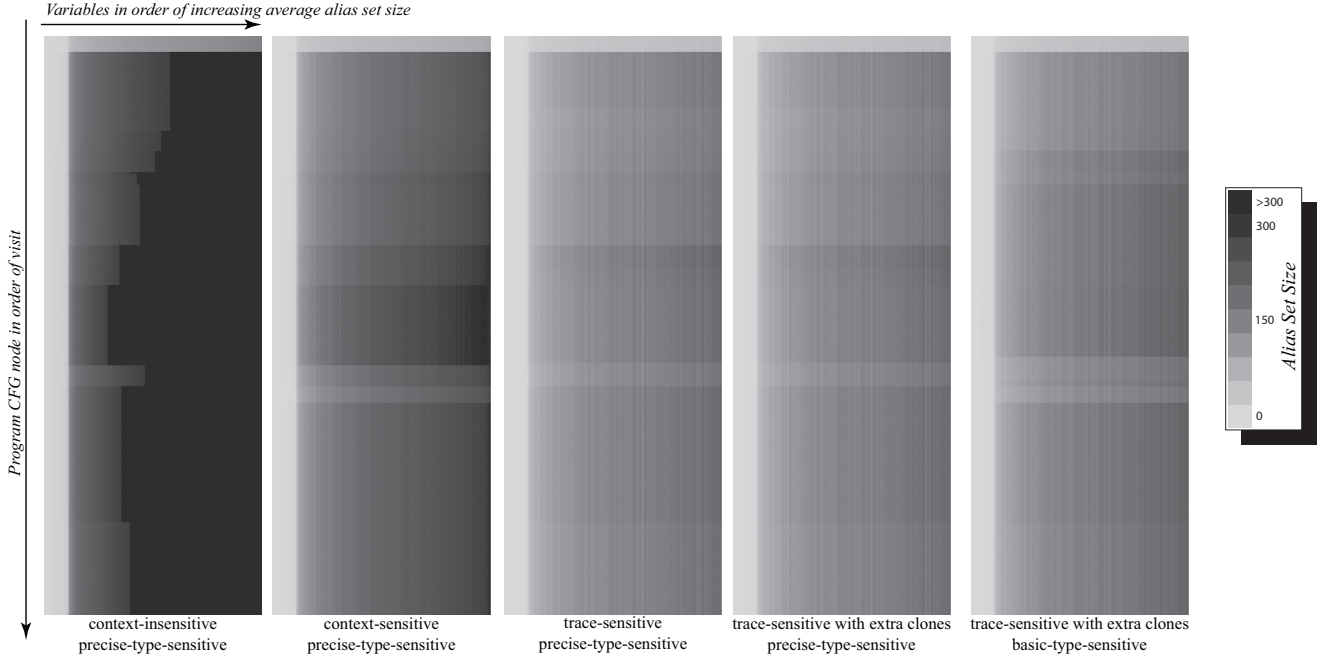 Variables in order of increasing average alias set size
Program CFG node in order of visit
context-insensitive
precise-type-sensitive
context-sensitive
precise-type-sensitive
trace-sensitive
precise-type-sensitive
trace-sensitive with extra clones
precise-type-sensitive
trace-sensitive with extra clones
basic-type-sensitive
>300
300
150
0
Alias Set Size